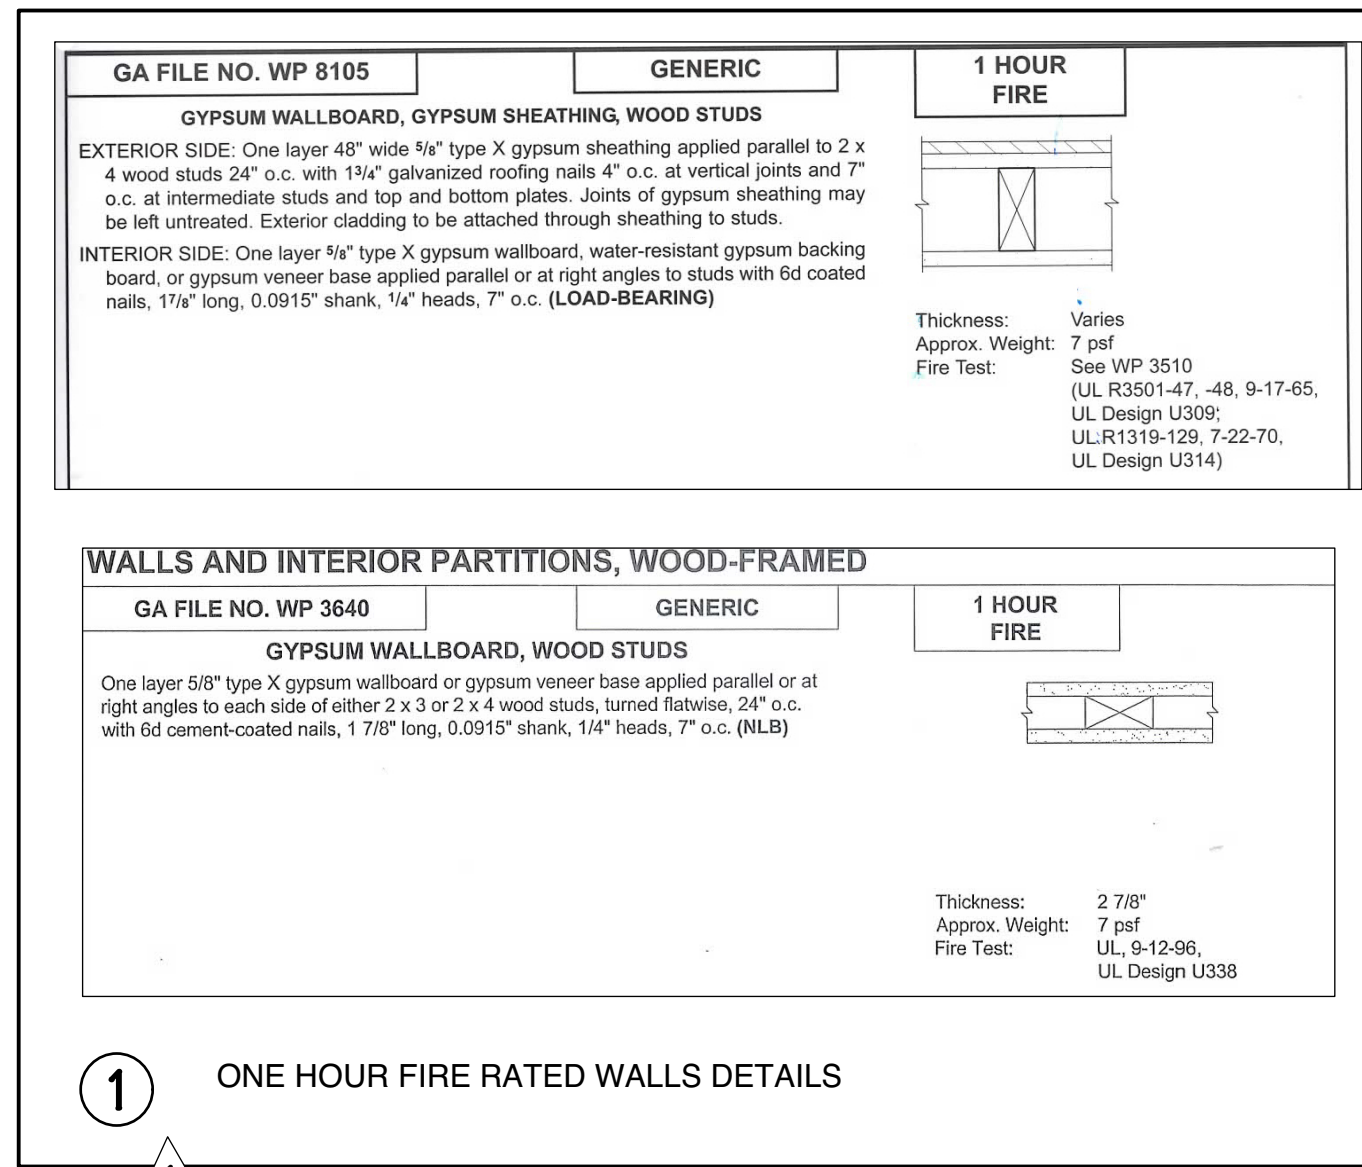 GA FILE NO. WP 8105
GENERIC
1 HOUR
FIRE
GYPSUM WALLBOARD, GYPSUM SHEATHING, WOOD STUDS
EXTERIOR SIDE: One layer 48" wide 5/8" type X gypsum sheathing applied parallel to 2 x
4 wood studs 24" o.c. with 13/4" galvanized roofing nails 4" o.c. at vertical joints and 7"
o.c. at intermediate studs and top and bottom plates. Joints of gypsum sheathing may
be left untreated. Exterior cladding to be attached through sheathing to studs.
INTERIOR SIDE: One layer 5/8" type X gypsum wallboard, water-resistant gypsum backing
board, or gypsum veneer base applied parallel or at right angles to studs with 6d coated
nails, 17/8" long, 0.0915" shank, 1/4" heads, 7" o.c. (LOAD-BEARING)
Thickness: Varies
Approx. Weight: 7 psf
Fire Test: See WP 3510
(UL R3501-47, -48, 9-17-65,
UL Design U309;
UL R1319-129, 7-22-70,
UL Design U314)
WALLS AND INTERIOR PARTITIONS, WOOD-FRAMED
GA FILE NO. WP 3640
GENERIC
1 HOUR
FIRE
GYPSUM WALLBOARD, WOOD STUDS
One layer 5/8" type X gypsum wallboard or gypsum veneer base applied parallel or at
right angles to each side of either 2 x 3 or 2 x 4 wood studs, turned flatwise, 24" o.c.
with 6d cement-coated nails, 1 7/8" long, 0.0915" shank, 1/4" heads, 7" o.c. (NLB)
Thickness: 2 7/8"
Approx. Weight: 7 psf
Fire Test: UL, 9-12-96,
UL Design U338
1 ONE HOUR FIRE RATED WALLS DETAILS